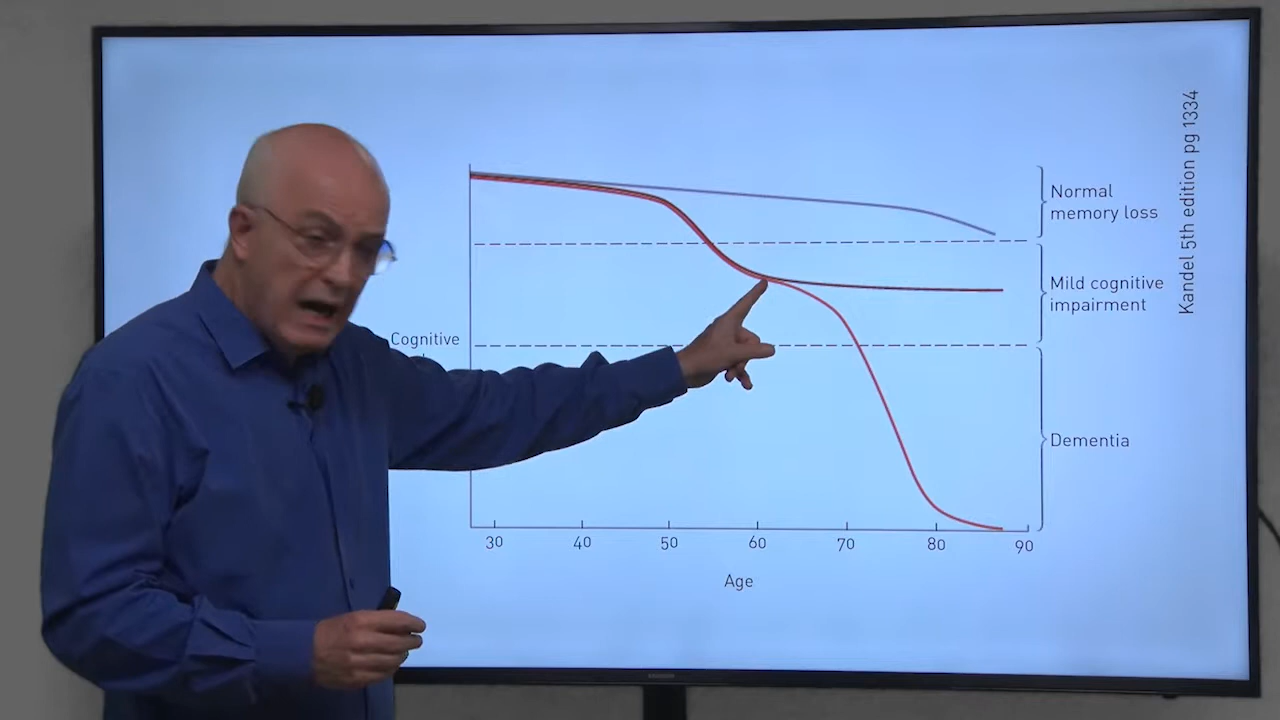 Kandel 5th edition pg 1334
Normal
memory loss
Mild cognitive
impairment
Cognitive
Dementia
30 40 50 60 70 80 90
Age